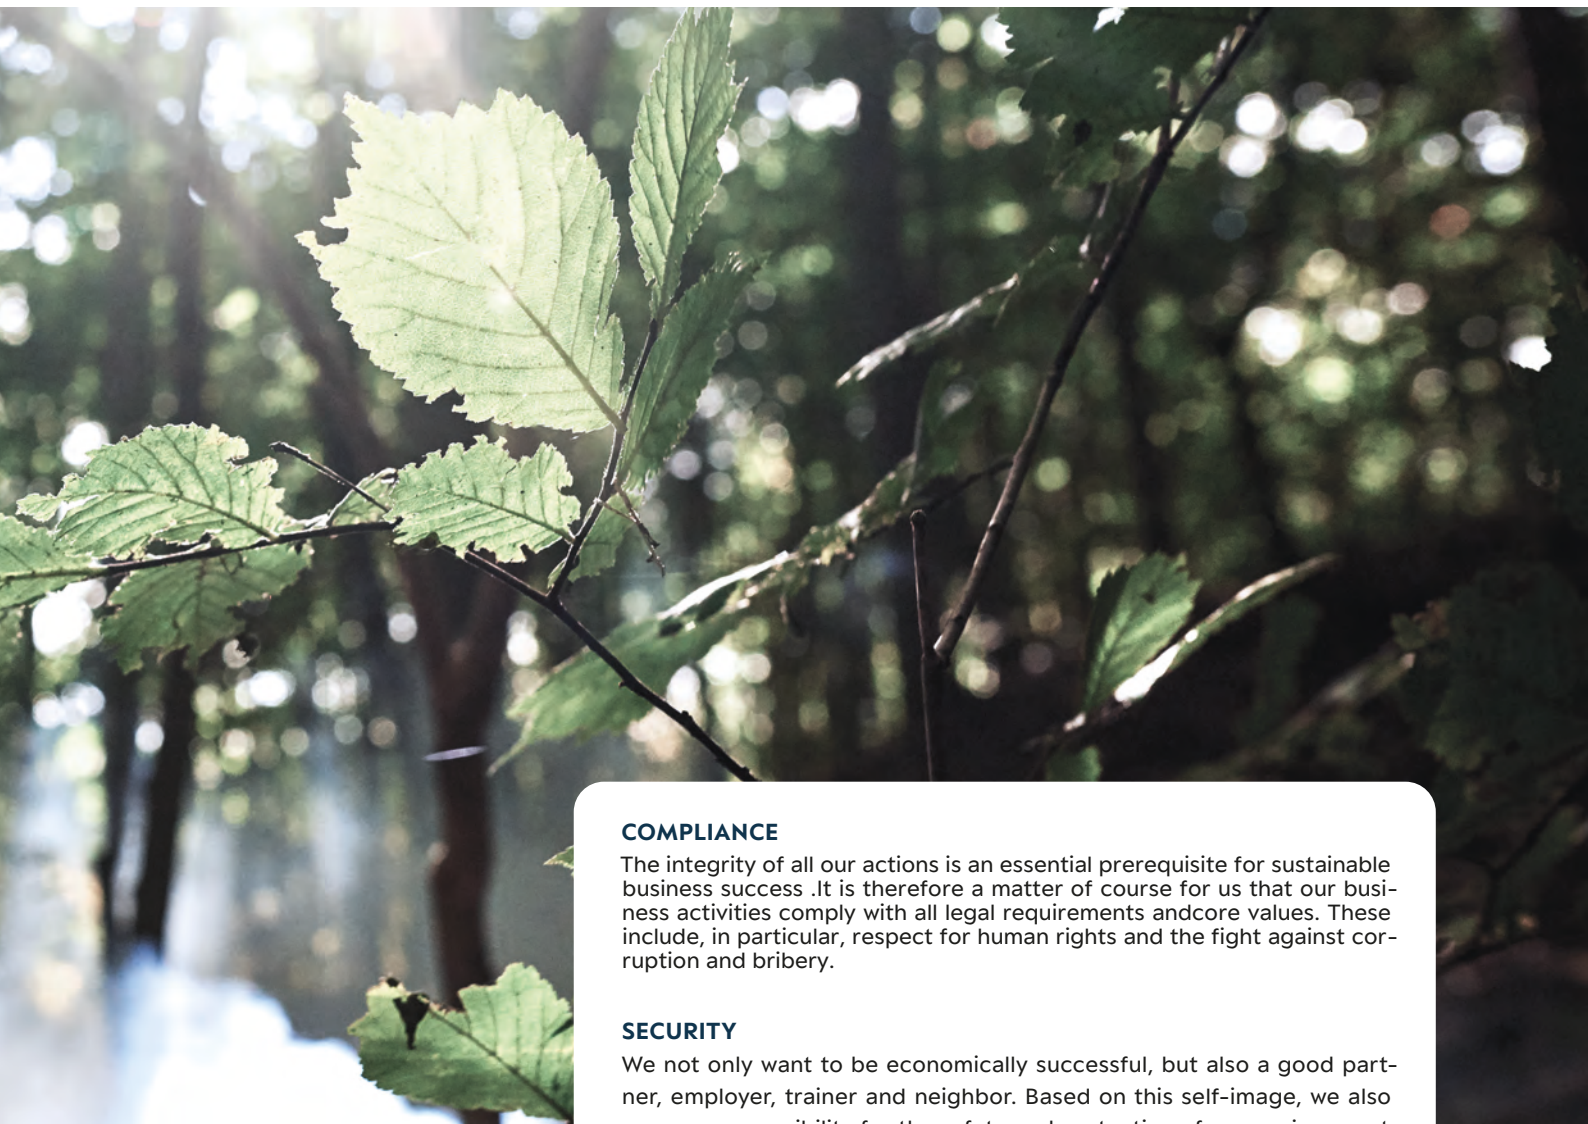 COMPLIANCE
The integrity of all our actions is an essential prerequisite for sustainable
business success .It is therefore a matter of course for us that our busi-
ness activities comply with all legal requirements andcore values. These
include, in particular, respect for human rights and the fight against cor-
ruption and bribery.
SECURITY
We not only want to be economically successful, but also a good part-
ner, employer, trainer and neighbor. Based on this self-image, we also